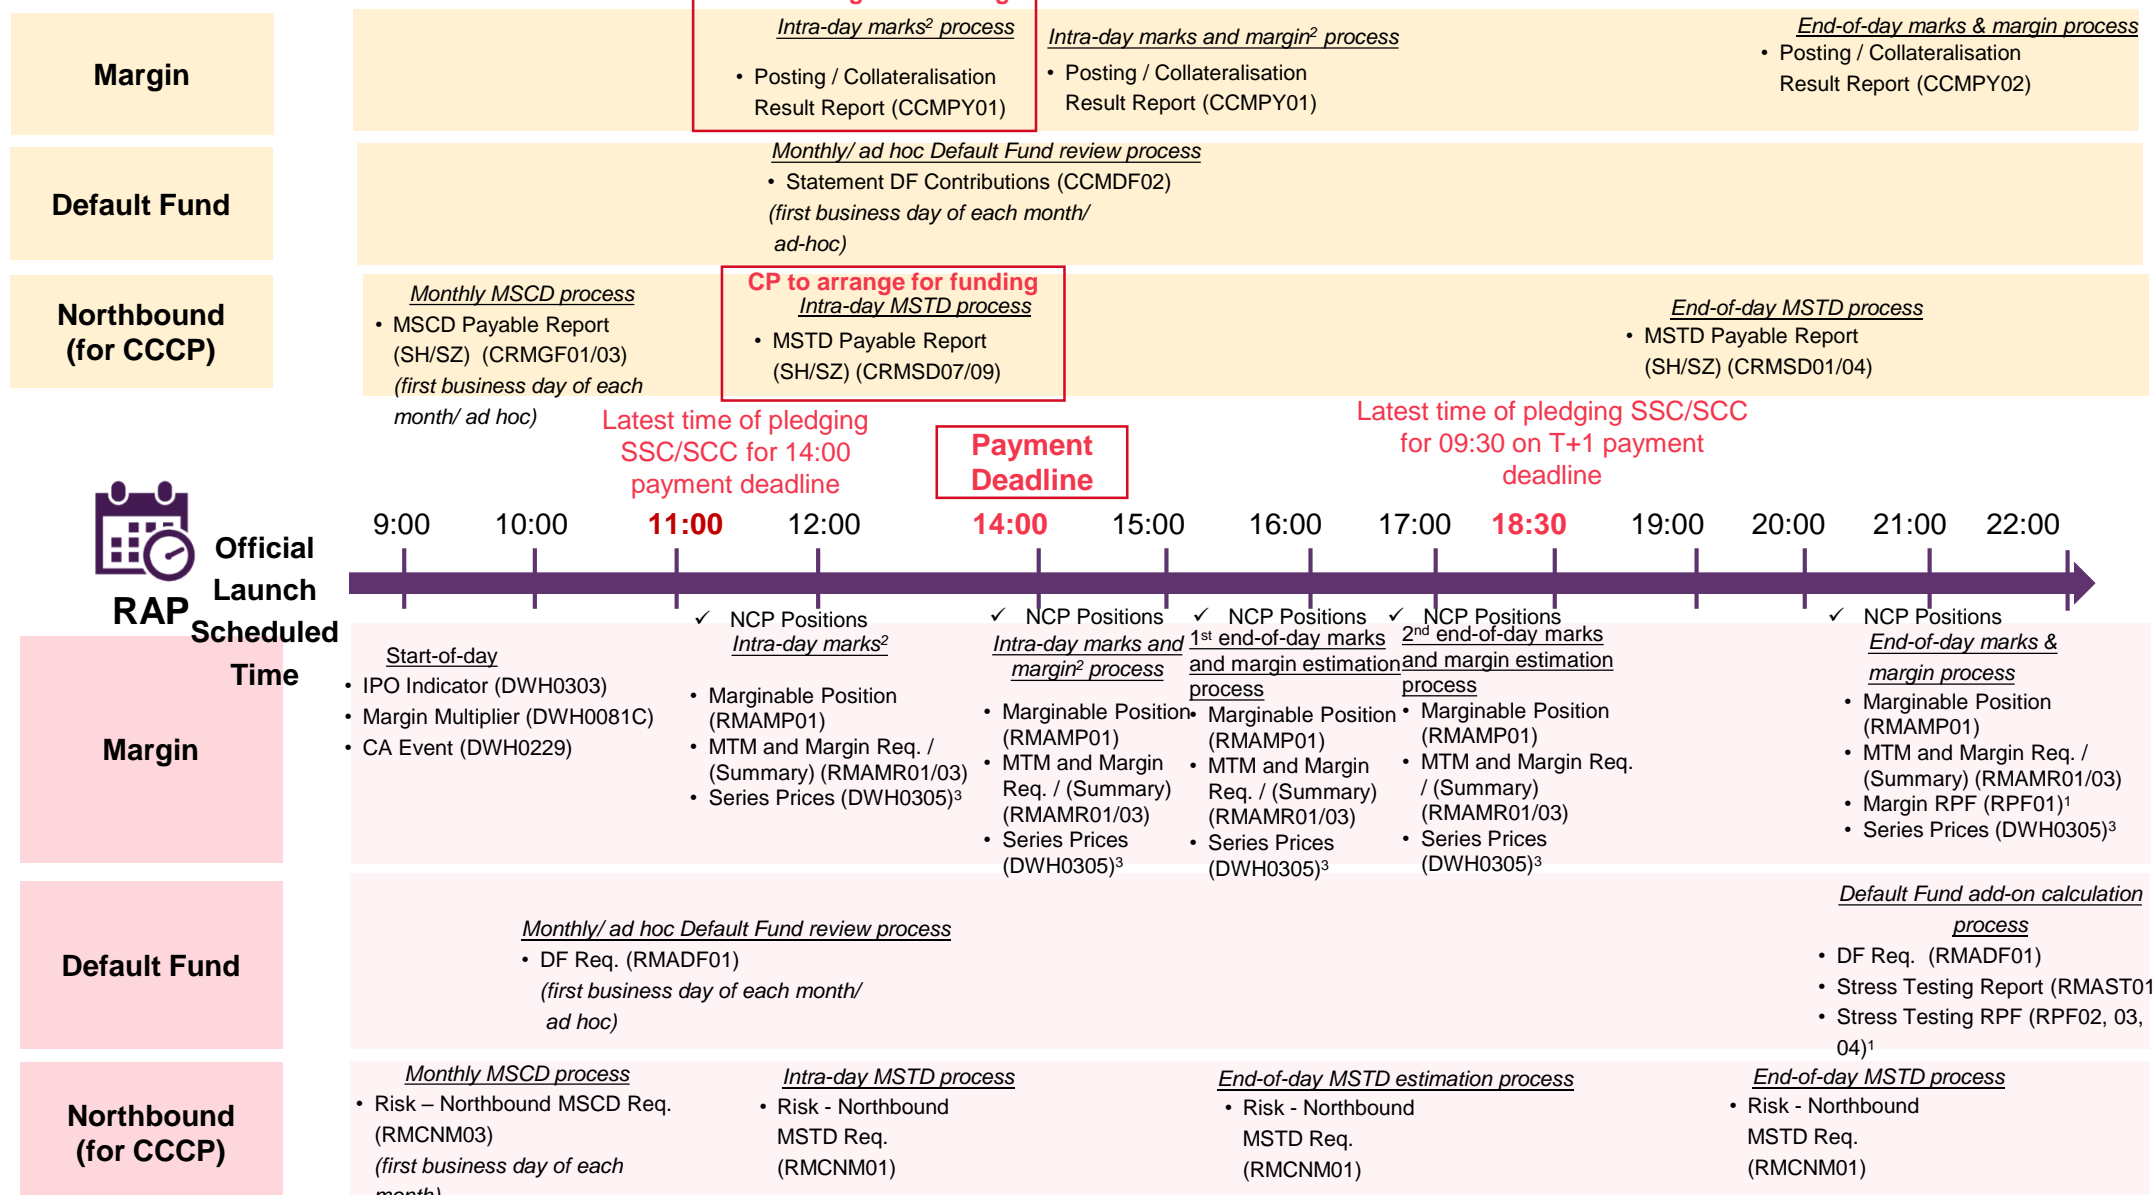 Margin
Intra-day marks² process
• Posting / Collateralisation
Result Report (CCMPY01)
Intra-day marks and margin² process
• Posting / Collateralisation
Result Report (CCMPY01)
End-of-day marks & margin process
• Posting / Collateralisation
Result Report (CCMPY02)
Default Fund
Monthly/ ad hoc Default Fund review process
• Statement DF Contributions (CCMDF02)
(first business day of each month/
ad-hoc)
Northbound
(for CCCP)
Monthly MSCD process
• MSCD Payable Report
(SH/SZ) (CRMGF01/03)
(first business day of each
month/ ad hoc)
CP to arrange for funding
Intra-day MSTD process
• MSTD Payable Report
(SH/SZ) (CRMSD07/09)
End-of-day MSTD process
• MSTD Payable Report
(SH/SZ) (CRMSD01/04)
Latest time of pledging
SSC/SCC for 14:00
payment deadline
Payment
Deadline
Latest time of pledging SSC/SCC
for 09:30 on T+1 payment
deadline
9:00 10:00 11:00 12:00 14:00 15:00 16:00 17:00 18:30 19:00 20:00 21:00 22:00
RAP
Official
Launch
Scheduled
Time
✓ NCP Positions
✓ NCP Positions
✓ NCP Positions
✓ NCP Positions
✓ NCP Positions
Margin
Start-of-day
• IPO Indicator (DWH0303)
• Margin Multiplier (DWH0081C)
• CA Event (DWH0229)
Intra-day marks²
• Marginable Position
(RMAMP01)
• MTM and Margin Req. /
(Summary) (RMAMR01/03)
• Series Prices (DWH0305)³
Intra-day marks and
margin² process
• Marginable Position
(RMAMP01)
• MTM and Margin
Req. / (Summary)
(RMAMR01/03)
• Series Prices
(DWH0305)³
1st end-of-day marks
and margin estimation
process
• Marginable Position
(RMAMP01)
• MTM and Margin
Req. / (Summary)
(RMAMR01/03)
• Series Prices
(DWH0305)³
2nd end-of-day marks
and margin estimation
process
• Marginable Position
(RMAMP01)
• MTM and Margin Req.
/ (Summary)
(RMAMR01/03)
• Series Prices
(DWH0305)³
End-of-day marks &
margin process
• Marginable Position
(RMAMP01)
• MTM and Margin Req. /
(Summary) (RMAMR01/03)
• Margin RPF (RPF01)¹
• Series Prices (DWH0305)³
Default Fund
Monthly/ ad hoc Default Fund review process
• DF Req. (RMADF01)
(first business day of each month/
ad hoc)
Default Fund add-on calculation
process
• DF Req. (RMADF01)
• Stress Testing Report (RMAST01
• Stress Testing RPF (RPF02, 03,
04)¹
Northbound
(for CCCP)
Monthly MSCD process
• Risk – Northbound MSCD Req.
(RMCNM03)
(first business day of each
month)
Intra-day MSTD process
• Risk - Northbound
MSTD Req.
(RMCNM01)
End-of-day MSTD estimation process
• Risk - Northbound
MSTD Req.
(RMCNM01)
End-of-day MSTD process
• Risk - Northbound
MSTD Req.
(RMCNM01)